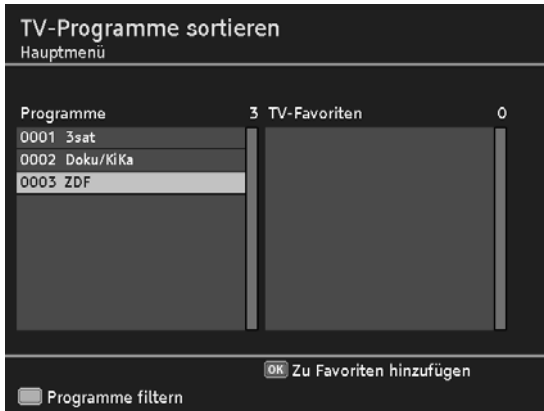 TV-Programme sortieren
Hauptmenü
Programme 3 TV-Favoriten 0
0001 3sat
0002 Doku/KiKa
0003 ZDF
OK Zu Favoriten hinzufügen
Programme filtern